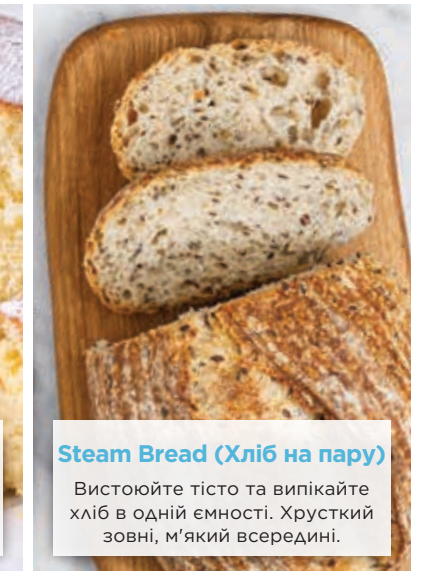 Steam Bread (Хліб на пару)
Вистоюйте тісто та випікайте
хліб в одній ємності. Хрусткий
зовні, м'який всередині.